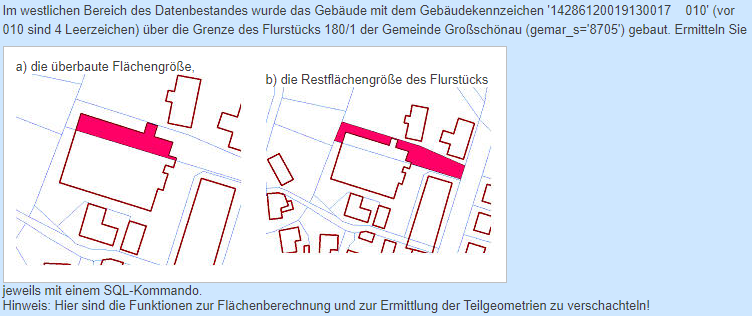 Im westlichen Bereich des Datenbestandes wurde das Gebäude mit dem Gebäudekennzeichen '14286120019130017    010' (vor
010 sind 4 Leerzeichen) über die Grenze des Flurstücks 180/1 der Gemeinde Großschönau (gemar_s='8705') gebaut. Ermitteln Sie
a) die überbaute Flächengröße,
b) die Restflächengröße des Flurstücks
jeweils mit einem SQL-Kommando.
Hinweis: Hier sind die Funktionen zur Flächenberechnung und zur Ermittlung der Teilgeometrien zu verschachteln!